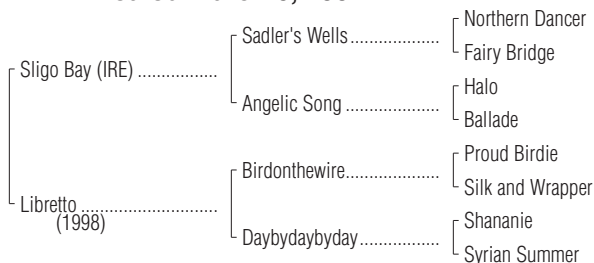 Northern Dancer
Sadler's Wells...................
Fairy Bridge
Sligo Bay (IRE) ................
Halo
Angelic Song ....................
Ballade
Proud Birdie
Birdonthewire....................
Silk and Wrapper
Libretto ...........................
(1998)
Shananie
Daybydaybyday.................
Syrian Summer